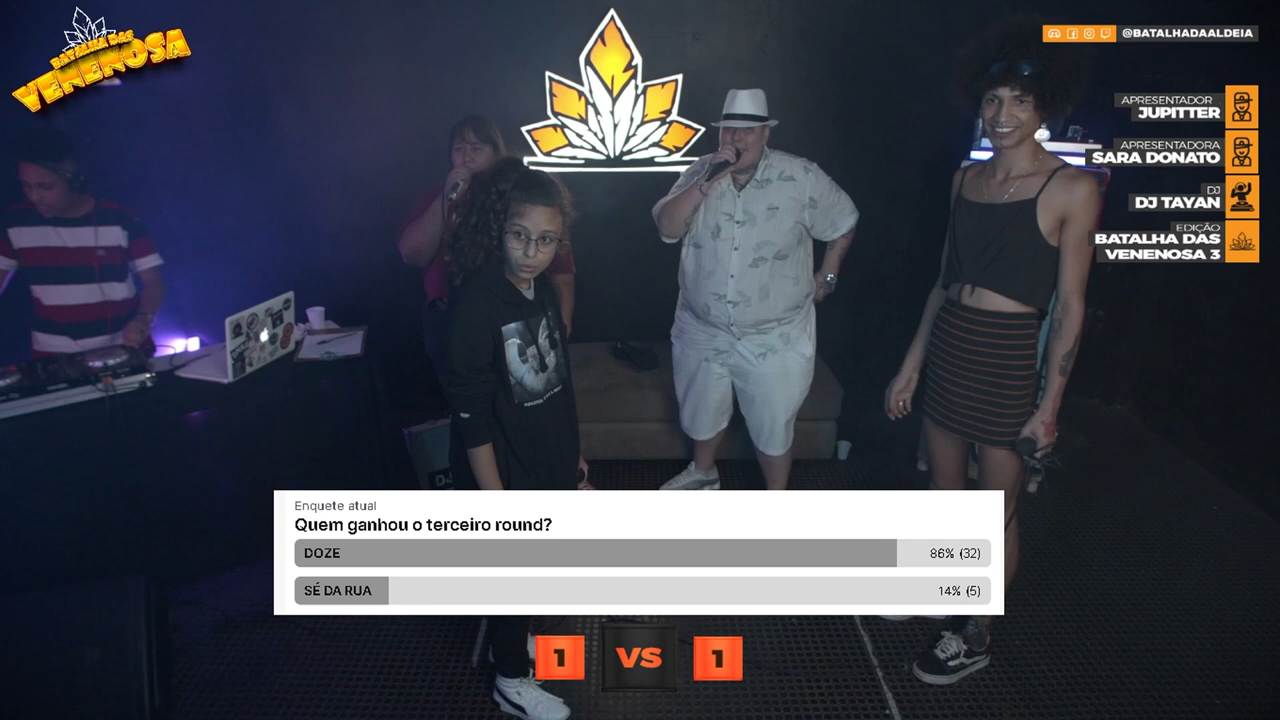 BATALHA DAS
VENENOSA
@BATALHADAALDEIA
APRESENTADOR
JUPITTER
APRESENTADORA
SARA DONATO
DJ
DJ TAYAN
EDIÇÃO
BATALHA DAS
VENENOSA 3
DJ
Enquete atual
Quem ganhou o terceiro round?
DOZE 86% (32)
SÉ DA RUA 14% (5)
1 VS 1